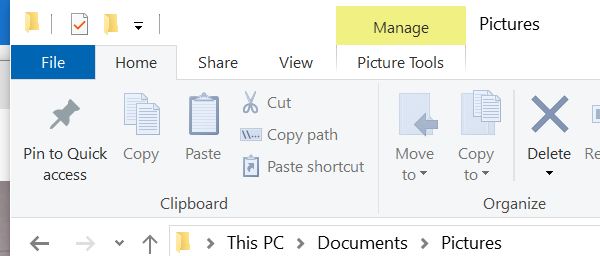 Manage
Pictures
File
Home
Share
View
Picture Tools
Pin to Quick
access
Copy
Paste
Cut
Copy path
Paste shortcut
Move
to
Copy
to
Delete
Re
Clipboard
Organize
This PC
Documents
Pictures